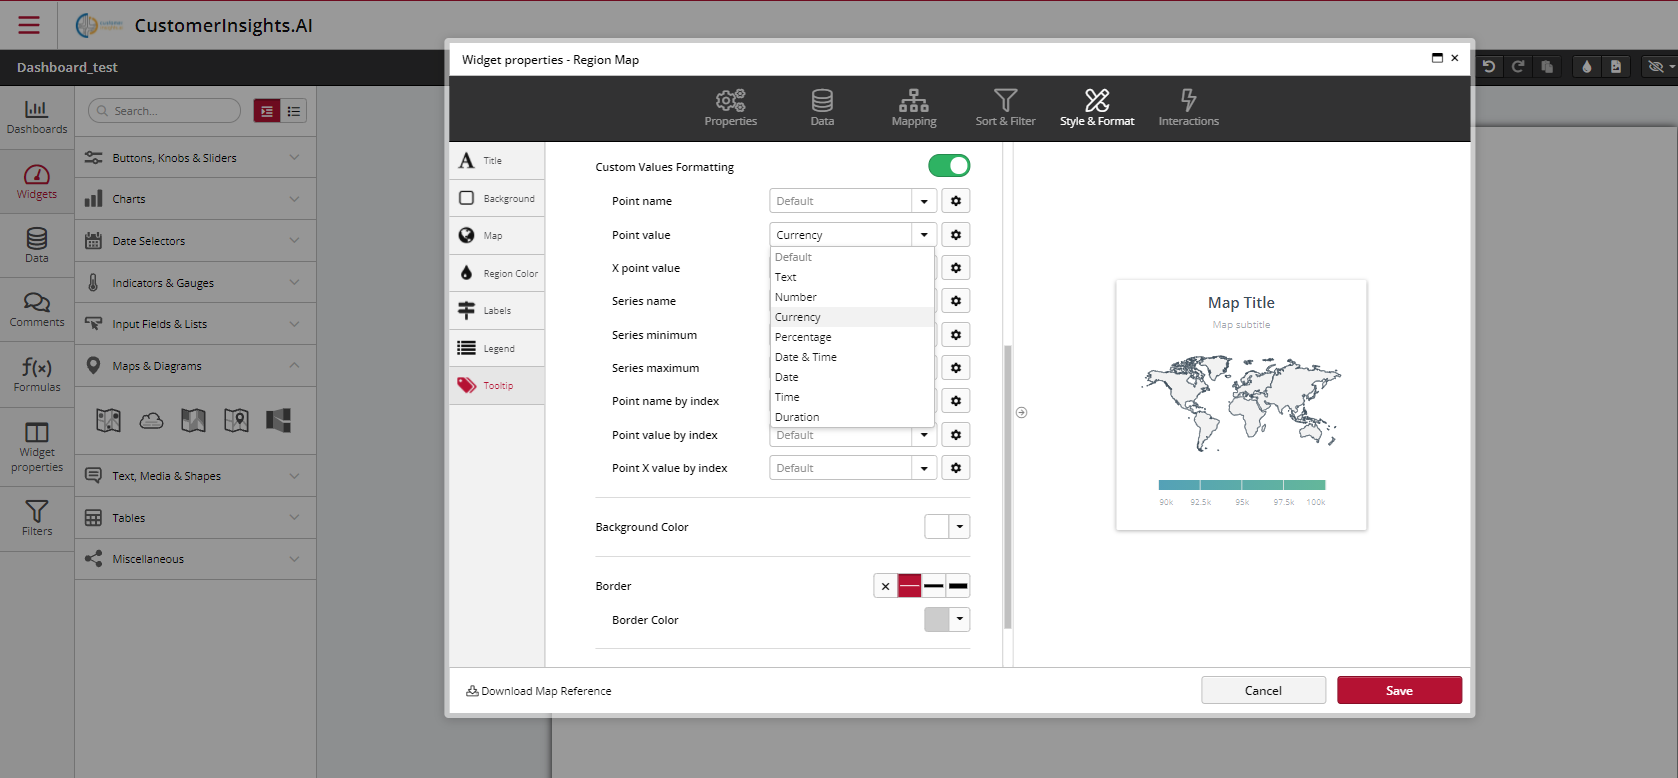 CustomerInsights.AI
Dashboard_test
Dashboards
Widgets
Data
Comments
Formulas
Widget
properties
Filters
Search...
Buttons, Knobs & Sliders
Charts
Date Selectors
Indicators & Gauges
Input Fields & Lists
Maps & Diagrams
Text, Media & Shapes
Tables
Miscellaneous
Widget properties - Region Map
Properties
Data
Mapping
Sort & Filter
Style & Format
Interactions
Title
Background
Map
Region Color
Labels
Legend
Tooltip
Custom Values Formatting
Point name
Default
Point value
Currency
Default
Text
Number
Currency
Percentage
Date & Time
Date
Time
Duration
X point value
Series name
Series minimum
Series maximum
Point name by index
Point value by index
Default
Point X value by index
Default
Background Color
Border
Border Color
Map Title
Map subtitle
90k 92.5k 95k 97.5k 100k
Download Map Reference
Cancel
Save